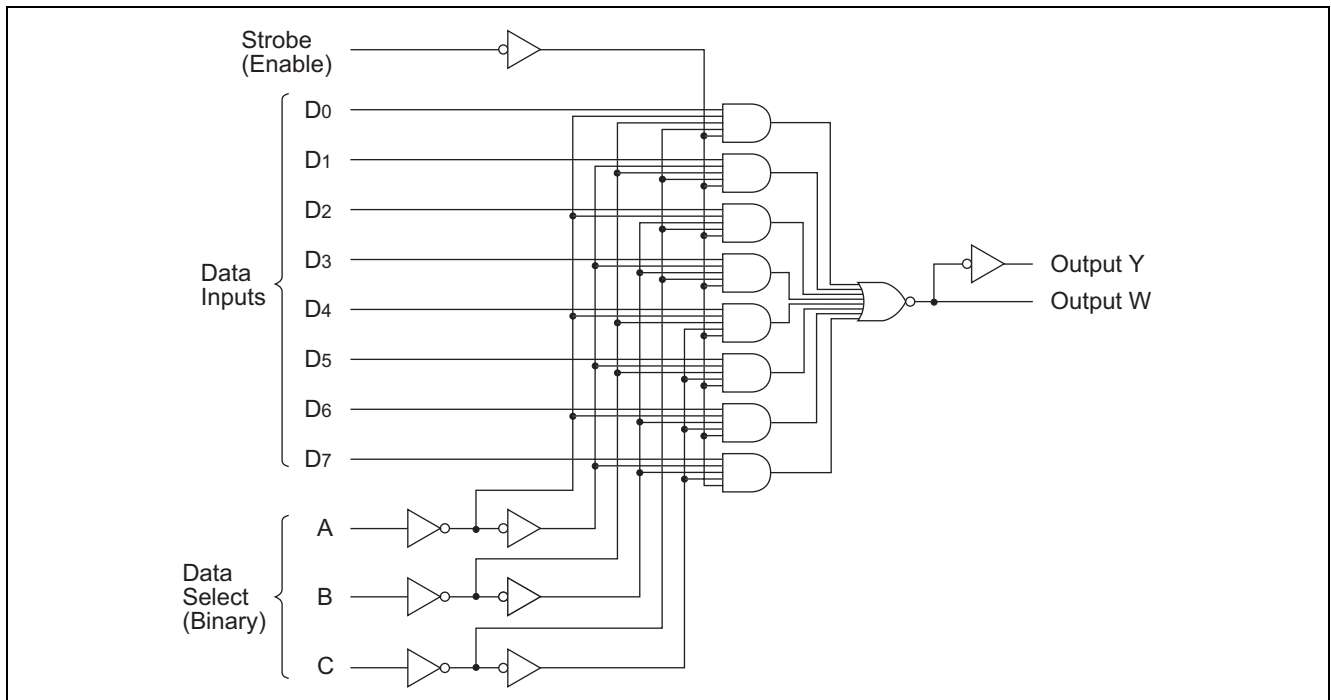 Strobe
(Enable)
D0
D1
D2
D3
Data
Inputs
D4
D5
D6
D7
Output Y
Output W
Data
Select
(Binary)
A
B
C